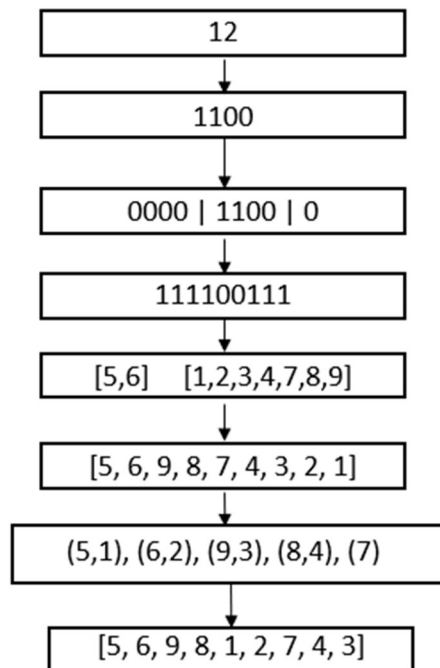 12
1100
0000 | 1100 | 0
111100111
[5,6] [1,2,3,4,7,8,9]
[5, 6, 9, 8, 7, 4, 3, 2, 1]
(5,1), (6,2), (9,3), (8,4), (7)
[5, 6, 9, 8, 1, 2, 7, 4, 3]